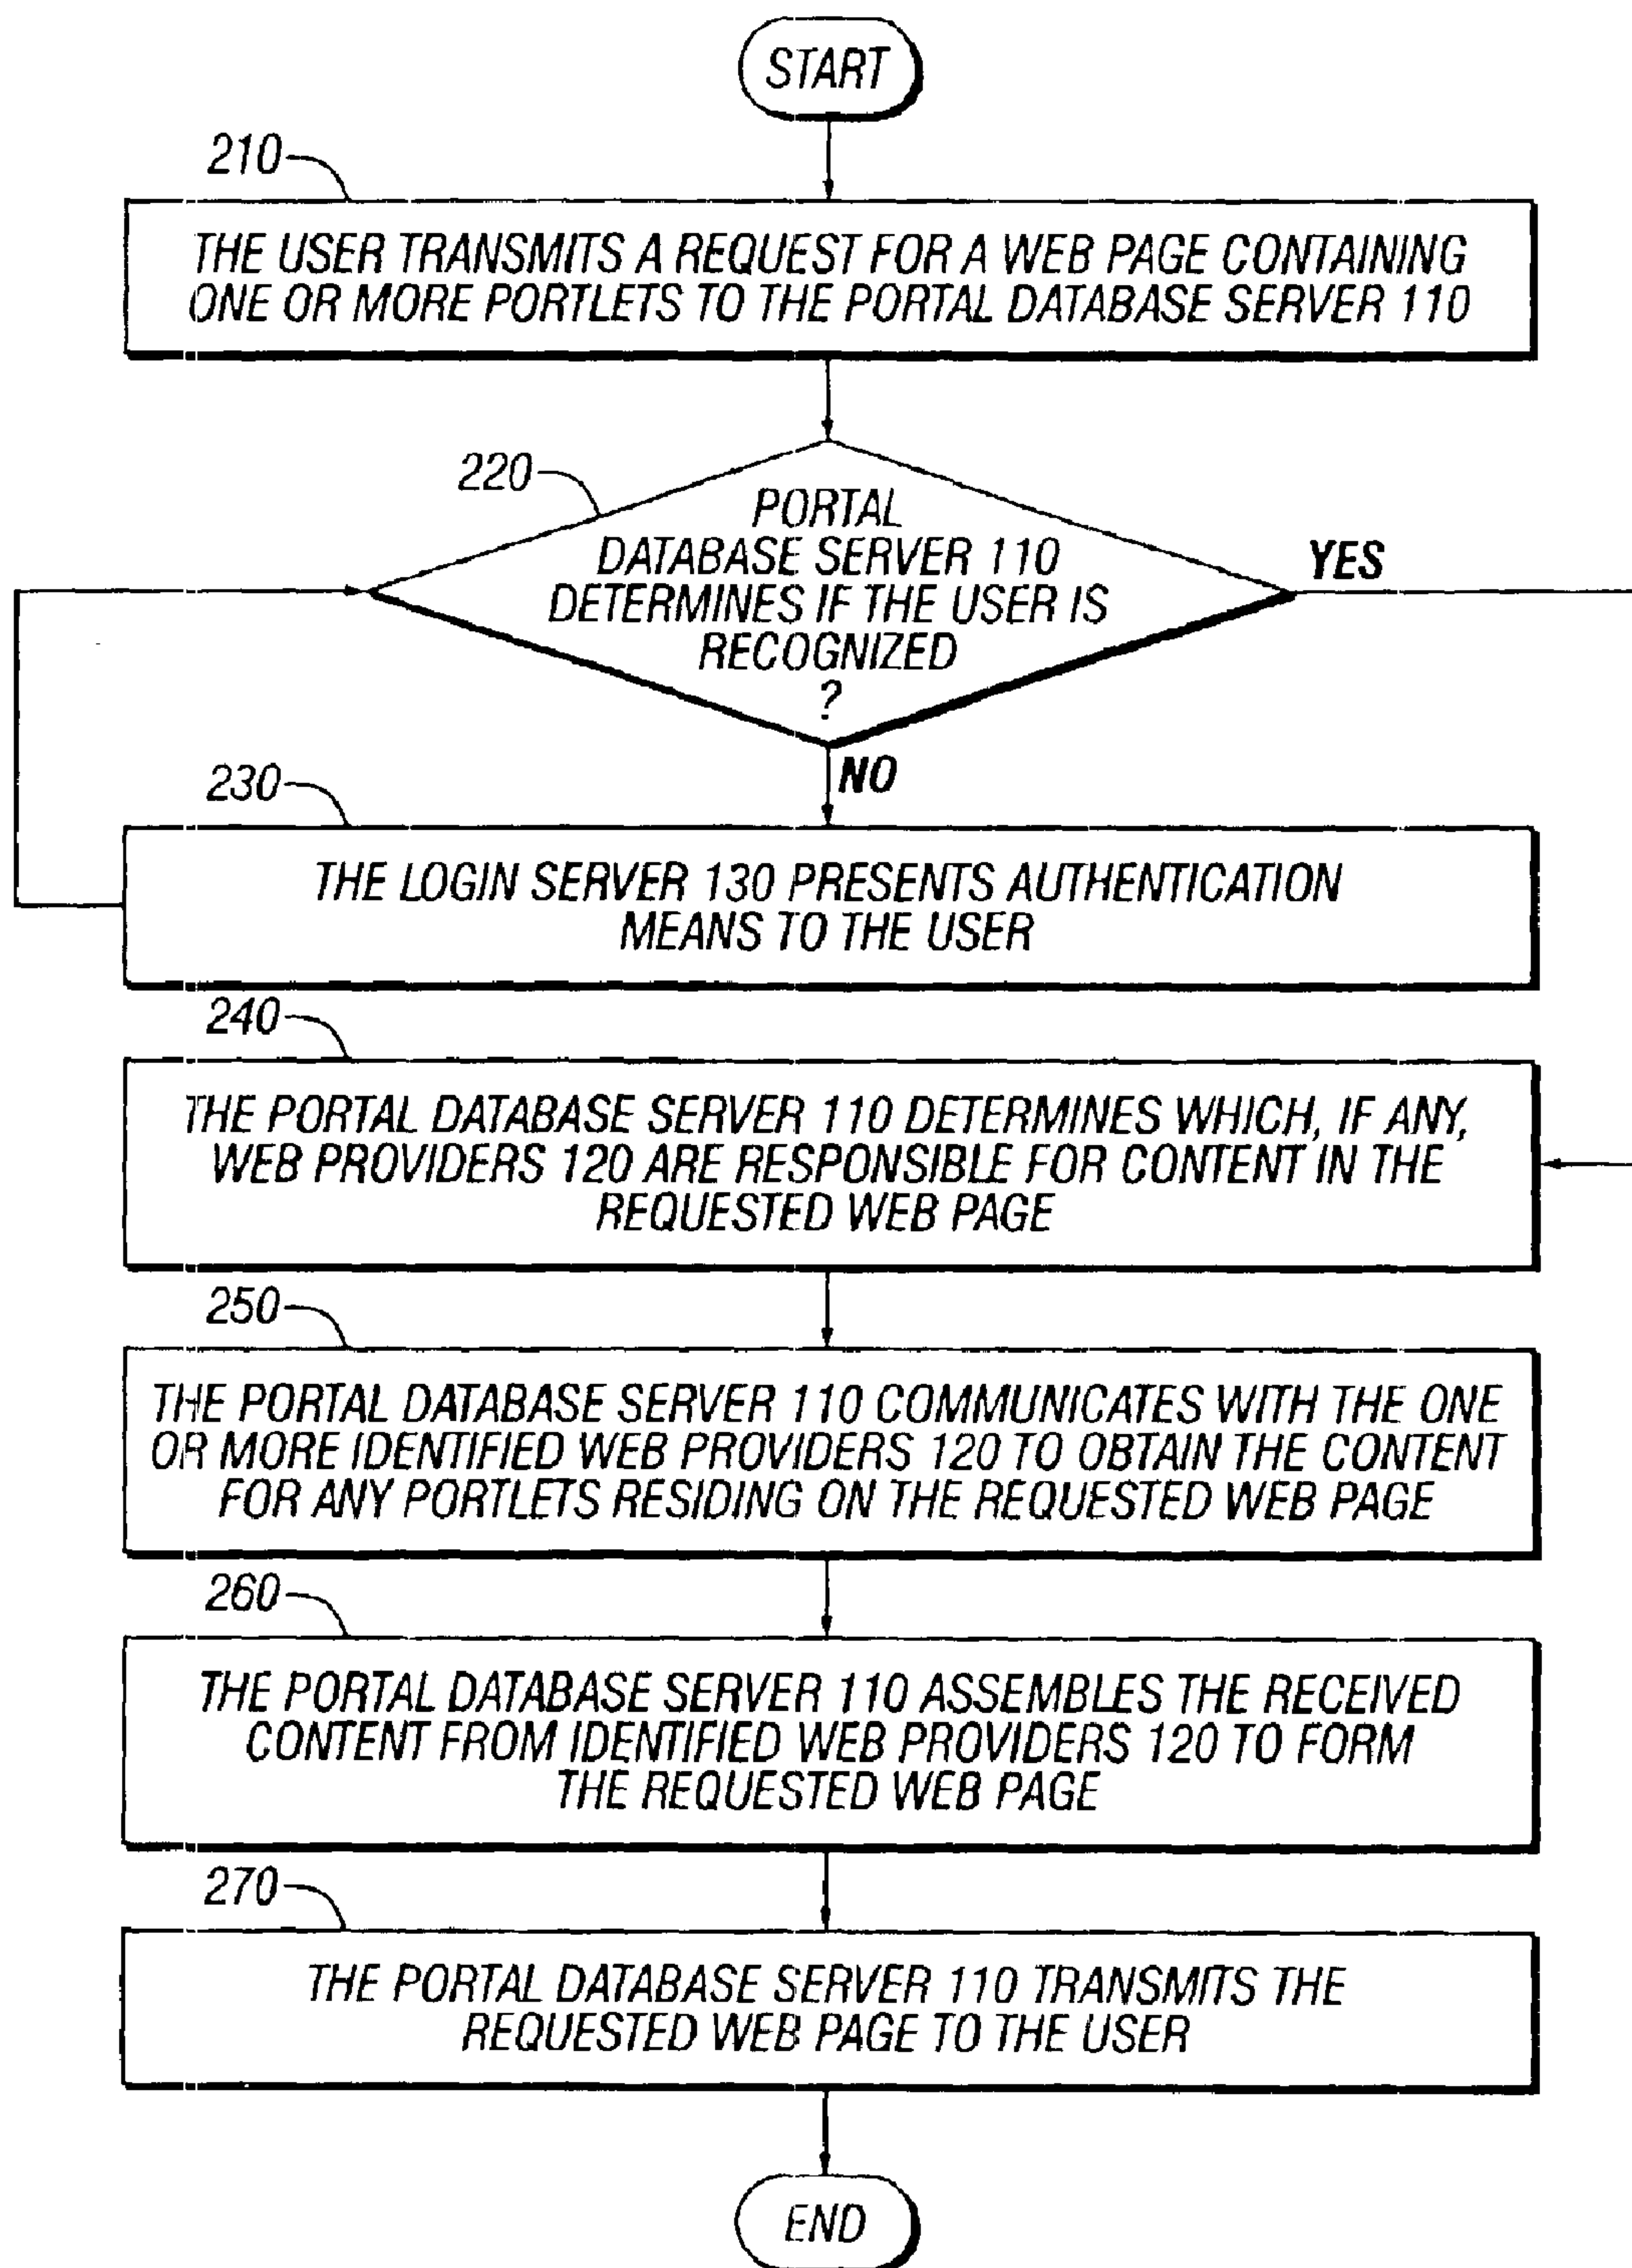 START
210
THE USER TRANSMITS A REQUEST FOR A WEB PAGE CONTAINING
ONE OR MORE PORTLETS TO THE PORTAL DATABASE SERVER 110
220
PORTAL
DATABASE SERVER 110
DETERMINES IF THE USER IS
RECOGNIZED
?
YES
NO
230
THE LOGIN SERVER 130 PRESENTS AUTHENTICATION
MEANS TO THE USER
240
THE PORTAL DATABASE SERVER 110 DETERMINES WHICH, IF ANY,
WEB PROVIDERS 120 ARE RESPONSIBLE FOR CONTENT IN THE
REQUESTED WEB PAGE
250
THE PORTAL DATABASE SERVER 110 COMMUNICATES WITH THE ONE
OR MORE IDENTIFIED WEB PROVIDERS 120 TO OBTAIN THE CONTENT
FOR ANY PORTLETS RESIDING ON THE REQUESTED WEB PAGE
260
THE PORTAL DATABASE SERVER 110 ASSEMBLES THE RECEIVED
CONTENT FROM IDENTIFIED WEB PROVIDERS 120 TO FORM
THE REQUESTED WEB PAGE
270
THE PORTAL DATABASE SERVER 110 TRANSMITS THE
REQUESTED WEB PAGE TO THE USER
END